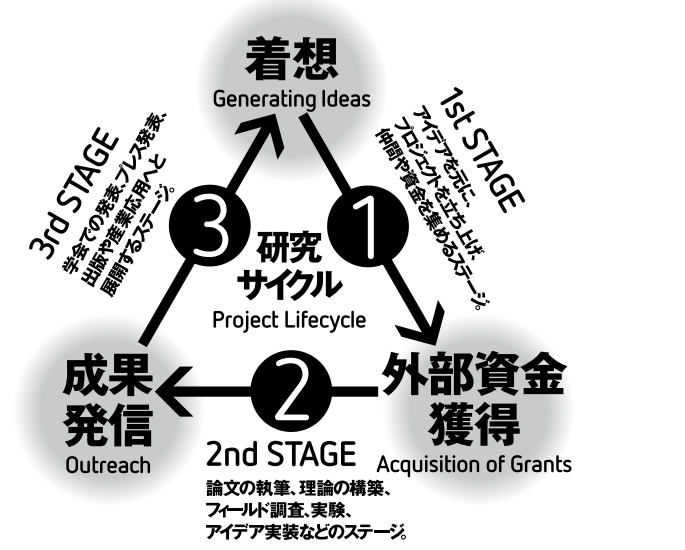 着想
Generating Ideas
1st STAGE
アイデアを元に、
プロジェクトを立ち上げ、
仲間や資金を集めるステージ。
1
外部資金
獲得
Acquisition of Grants
2
2nd STAGE
論文の執筆、理論の構築、
フィールド調査、実験、
アイデア実装などのステージ。
成果
発信
Outreach
3
3rd STAGE
学会での発表、プレス発表、
出版や産業応用へと
展開するステージ。
研究
サイクル
Project Lifecycle